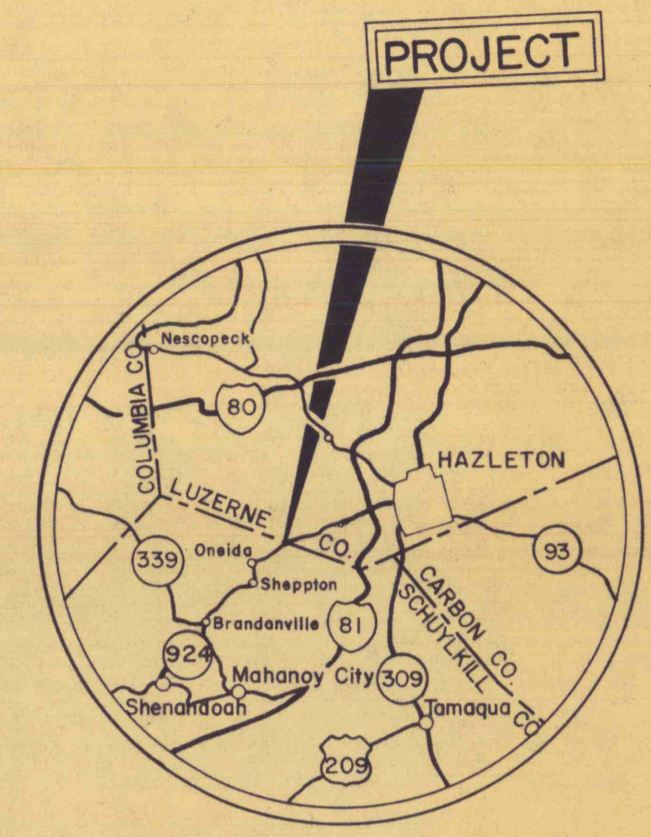 PROJECT
Nescopeck
COLUMBIA CO.
80
HAZLETON
LUZERNE CO.
339
Oneida
93
Sheppton
CARBON CO.
SCHUYLKILL CO
Brandanville
81
924
Mahanoy City
309
Shenandoah
Tamaqua
209